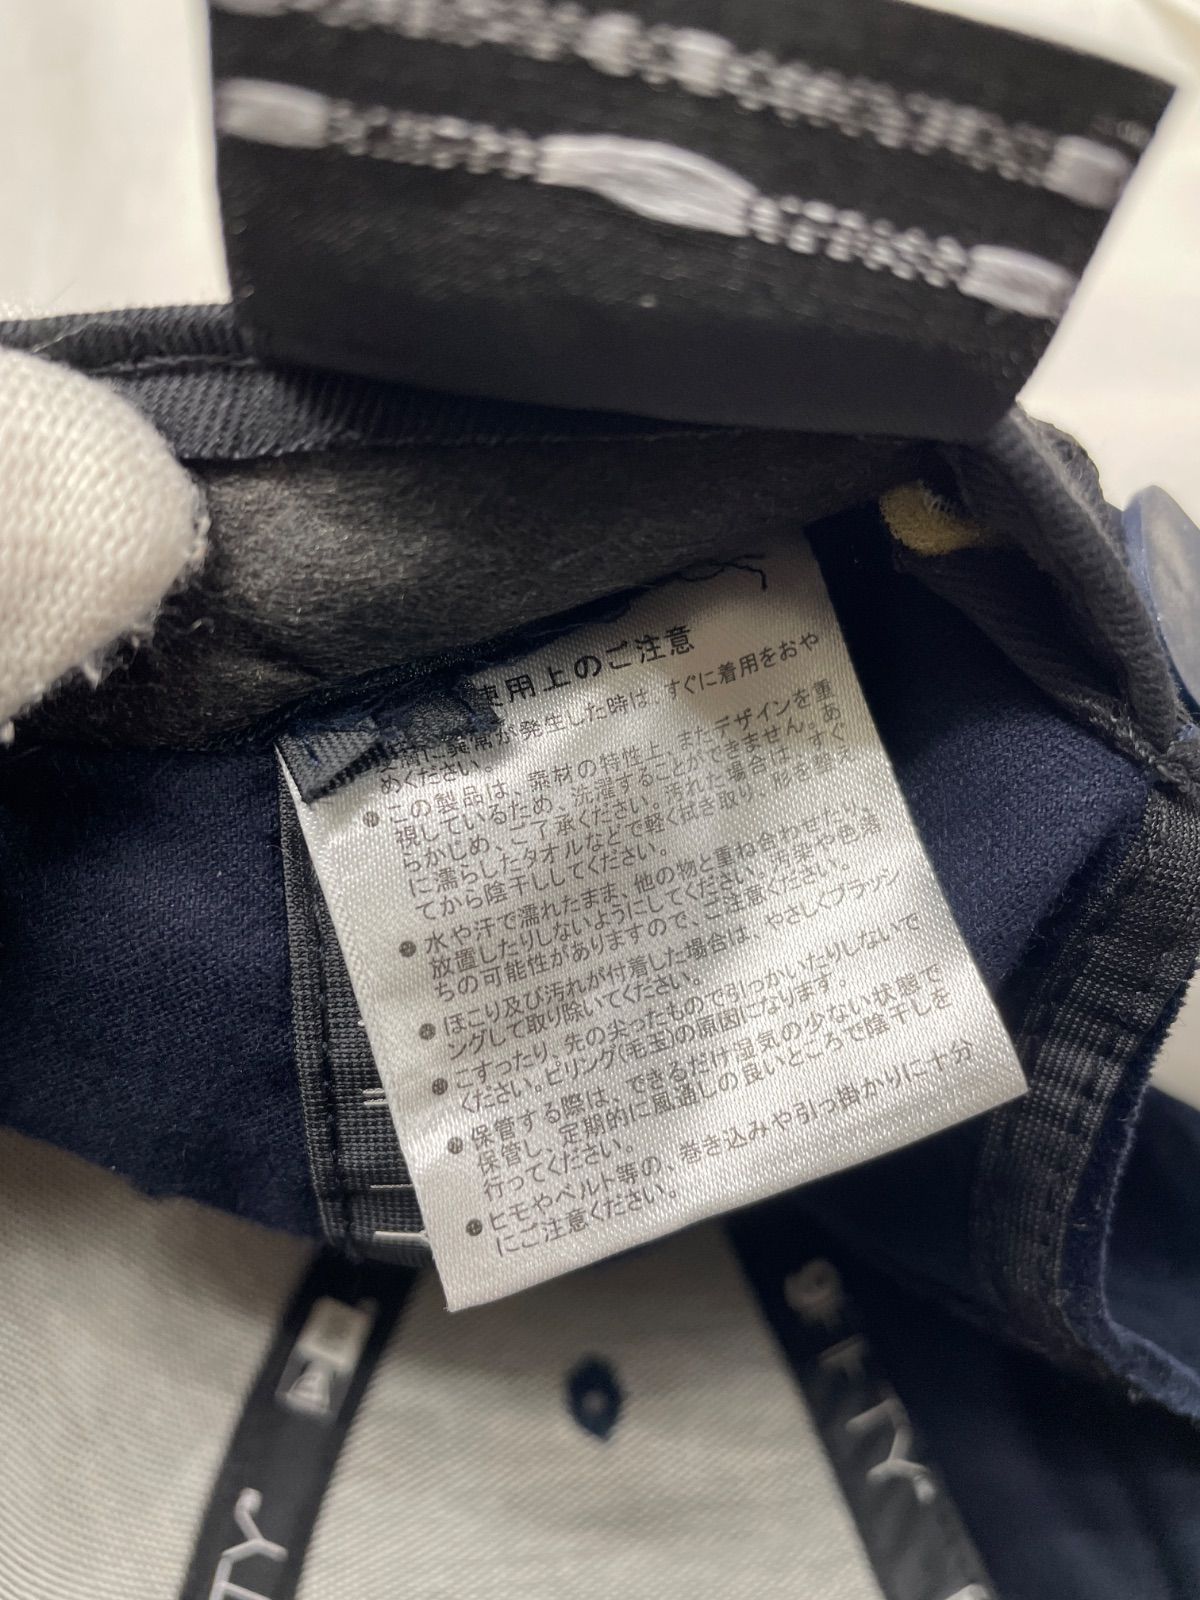 使用上のご注意
皮膚に異常が発生した時は、すぐに着用をおや
めください。
●この製品は、素材の特性上、またデザインを重
視しているため、洗濯することができません。あ
らかじめ、ご了承ください。汚れた場合は、すぐ
に濡らしたタオルなどで軽く拭き取り、形を整え
てから陰干ししてください。
●水や汗で濡れたまま、他の物と重ね合わせたり、
放置したりしないようにしてください。汚染や色落
ちの可能性がありますので、ご注意ください。
●ほこり及び汚れが付着した場合は、やさしくブラッシ
ングして取り除いてください。
●こすったり、先の尖ったもので引っかいたりしないで
ください。ピリング(毛玉)の原因になります。
●保管する際は、できるだけ湿気の少ない状態で
保管し、定期的に風通しの良いところで陰干しを
行ってください。
●ヒモやベルト等の、巻き込みや引っ掛かりに十分
にご注意ください。
TY